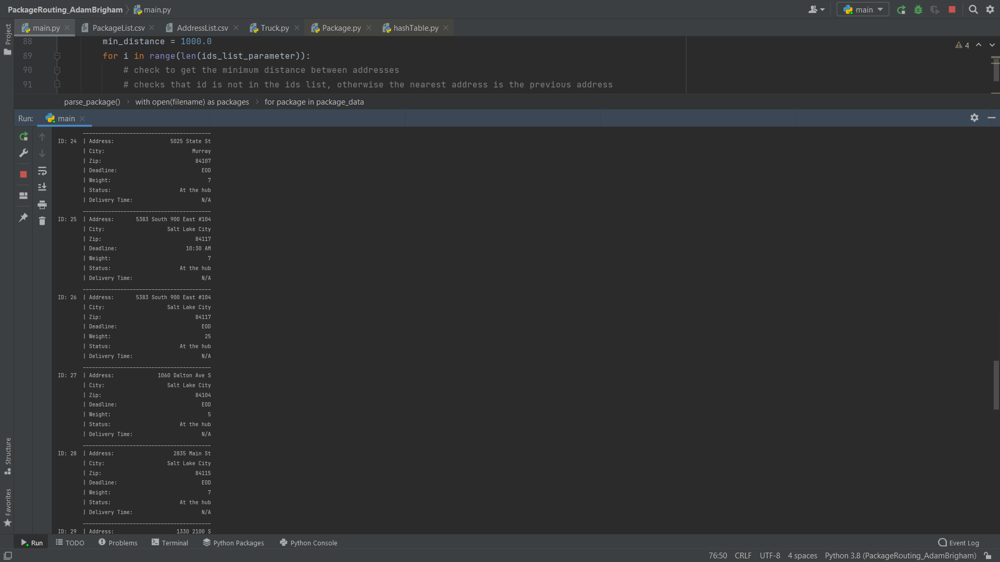 PackageRouting_AdamBrigham main.py main
Project
main.py PackageList.csv AddressList.csv Truck.py Package.py hashTable.py
88 min_distance = 1000.0
4
89 for i in range(len(ids_list_parameter)):
90 # check to get the minimum distance between addresses
91 # checks that id is not in the ids list, otherwise the nearest address is the previous address
parse_package() › with open(filename) as packages › for package in package_data
Run: main
-----------------------------------------
ID: 24 | Address: 5025 State St
| City: Murray
| Zip: 84107
| Deadline: EOD
| Weight: 7
| Status: At the hub
| Delivery Time: N/A
-----------------------------------------
ID: 25 | Address: 5383 South 900 East #104
| City: Salt Lake City
| Zip: 84117
| Deadline: 10:30 AM
| Weight: 7
| Status: At the hub
| Delivery Time: N/A
-----------------------------------------
ID: 26 | Address: 5383 South 900 East #104
| City: Salt Lake City
| Zip: 84117
| Deadline: EOD
| Weight: 25
| Status: At the hub
| Delivery Time: N/A
-----------------------------------------
ID: 27 | Address: 1060 Dalton Ave S
| City: Salt Lake City
| Zip: 84104
| Deadline: EOD
| Weight: 5
| Status: At the hub
| Delivery Time: N/A
-----------------------------------------
ID: 28 | Address: 2835 Main St
| City: Salt Lake City
| Zip: 84115
| Deadline: EOD
| Weight: 7
| Status: At the hub
| Delivery Time: N/A
-----------------------------------------
ID: 29 | Address: 1330 2100 S
Structure
Favorites
Run TODO Problems Terminal Python Packages Python Console Event Log
76:50 CRLF UTF-8 4 spaces Python 3.8 (PackageRouting_AdamBrigham)